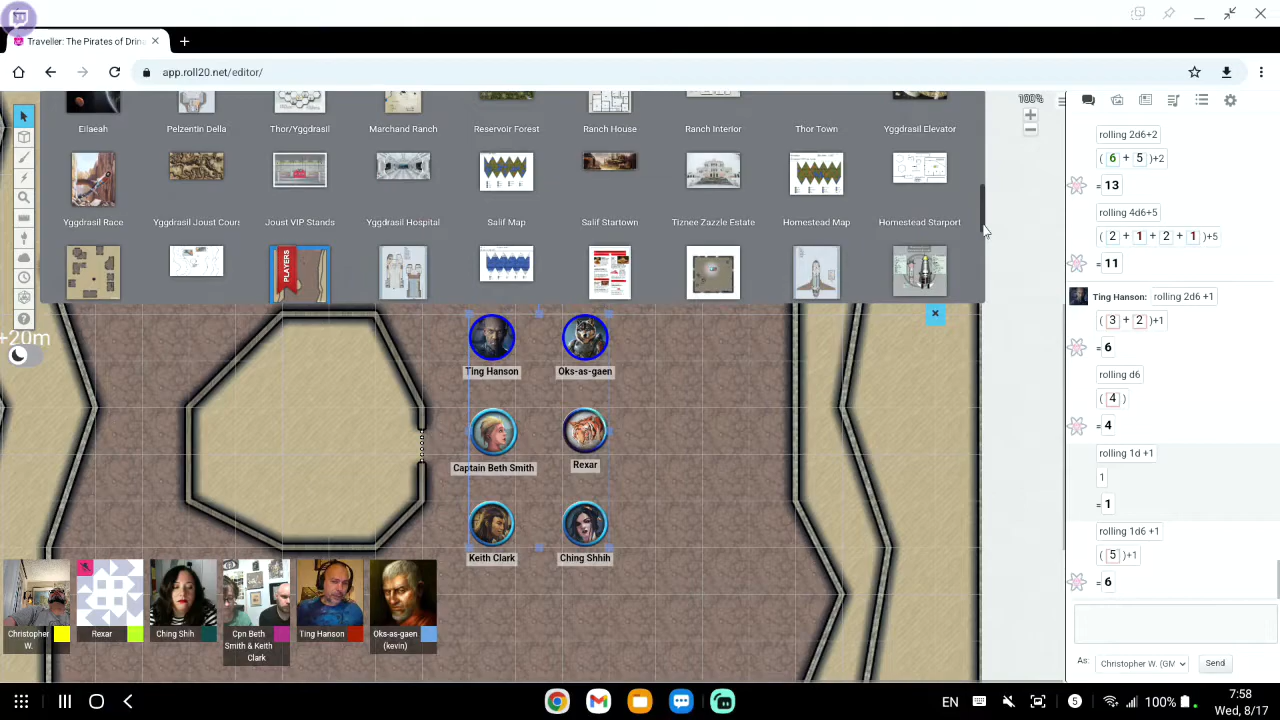 Traveller: The Pirates of Drina
app.roll20.net/editor/
Eilaeah
Pelzentin Della
Thor/Yggdrasil
Marchand Ranch
Reservoir Forest
Ranch House
Ranch Interior
Thor Town
Yggdrasil Elevator
Yggdrasil Race
Yggdrasil Joust Cours
Joust VIP Stands
Yggdrasil Hospital
Salif Map
Salif Startown
Tiznee Zazzle Estate
Homestead Map
Homestead Starport
PLAYERS
100%
+20m
Ting Hanson
Oks-as-gaen
Captain Beth Smith
Rexar
Keith Clark
Ching Shhih
Christopher
W.
Rexar
Ching Shih
Cpn Beth
Smith & Keith
Clark
Ting Hanson
Oks-as-gaen
(kevin)
rolling 2d6+2
( 6 + 5 )+2
= 13
rolling 4d6+5
( 2 + 1 + 2 + 1 )+5
= 11
Ting Hanson: rolling 2d6 +1
( 3 + 2 )+1
= 6
rolling d6
( 4 )
= 4
rolling 1d +1
1
= 1
rolling 1d6 +1
( 5 )+1
= 6
As:
Christopher W. (GM
Send
EN
5
100%
7:58
Wed, 8/17